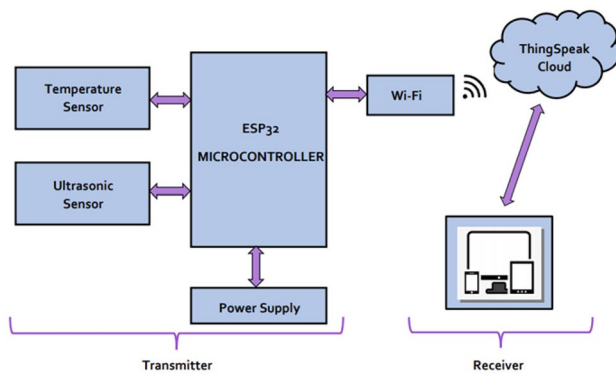 ThingSpeak
Cloud
Temperature
Sensor
Wi-Fi
ESP32
MICROCONTROLLER
Ultrasonic
Sensor
Power Supply
Transmitter
Receiver